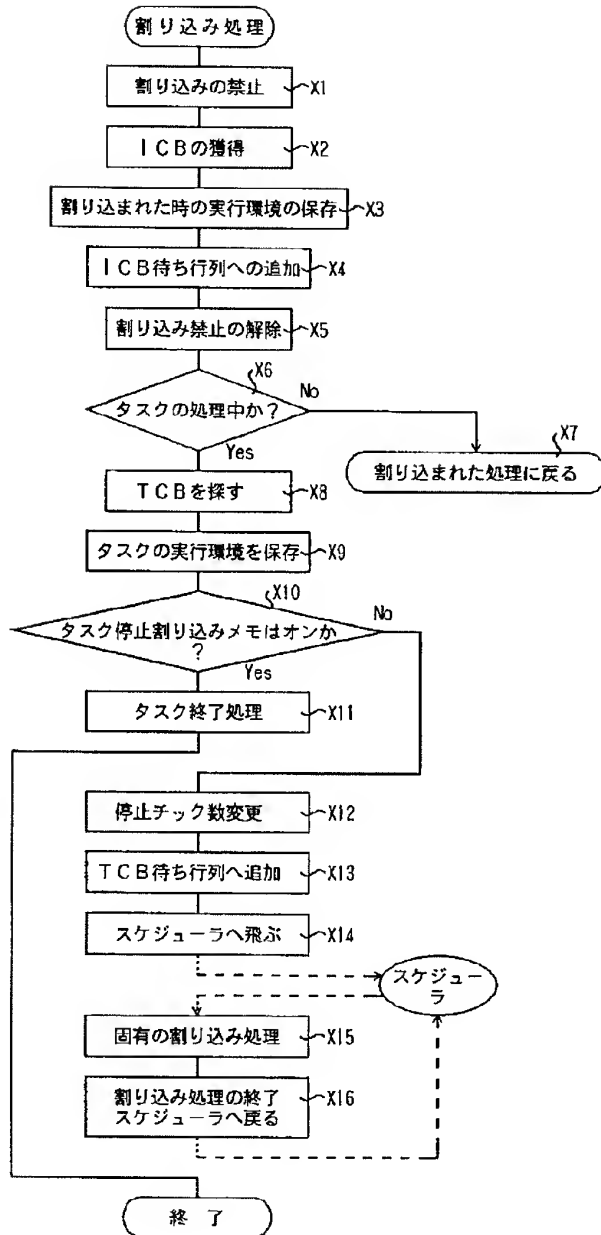 割り込み処理
割り込みの禁止
X1
ICBの獲得
X2
割り込まれた時の実行環境の保存
X3
ICB待ち行列への追加
X4
割り込み禁止の解除
X5
X6
タスクの処理中か?
No
Yes
X7
割り込まれた処理に戻る
TCBを探す
X8
タスクの実行環境を保存
X9
X10
タスク停止割り込みメモはオンか
?
No
Yes
タスク終了処理
X11
停止チック数変更
X12
TCB待ち行列へ追加
X13
スケジューラへ飛ぶ
X14
スケジュー
ラ
固有の割り込み処理
X15
割り込み処理の終了
スケジューラへ戻る
X16
終了